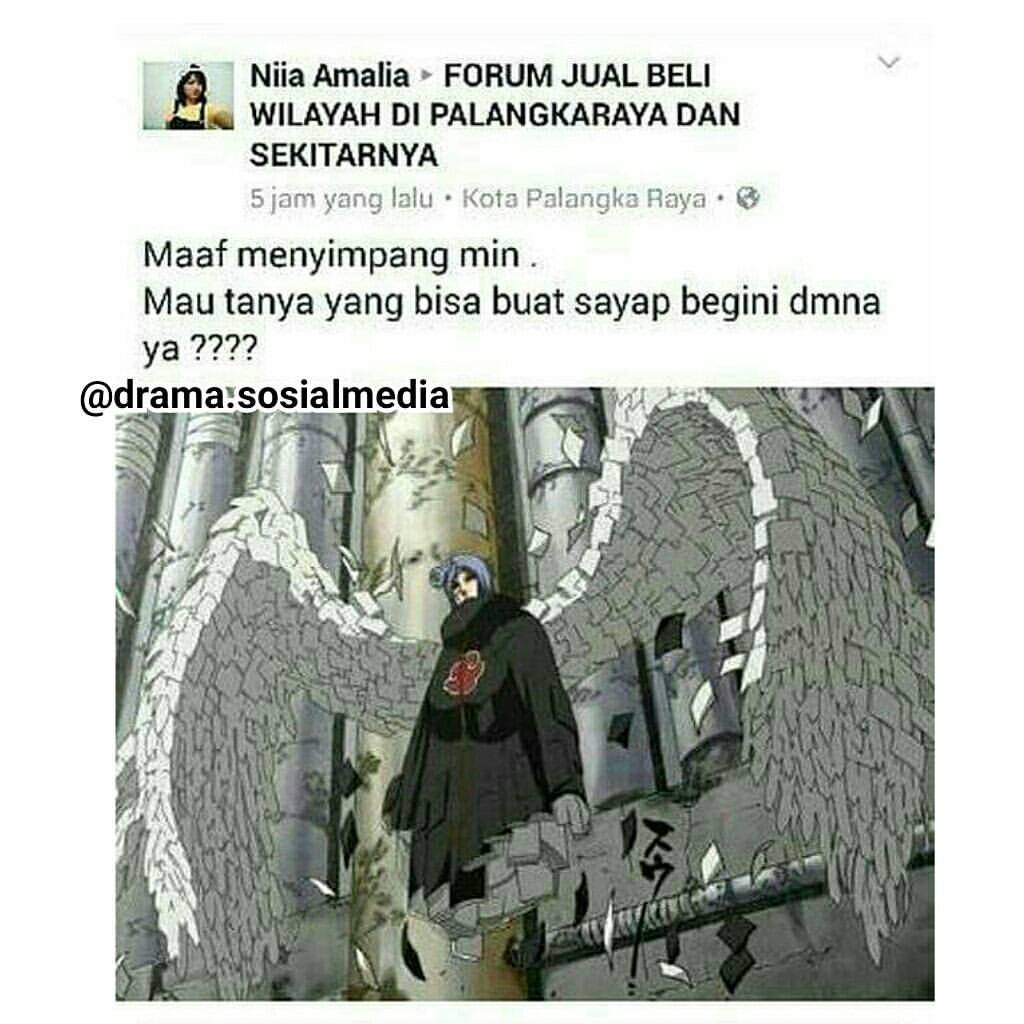 Niia Amalia ▸ FORUM JUAL BELI
WILAYAH DI PALANGKARAYA DAN
SEKITARNYA
5 jam yang lalu • Kota Palangka Raya •
Maaf menyimpang min .
Mau tanya yang bisa buat sayap begini dmna
ya ????
@drama.sosialmedia